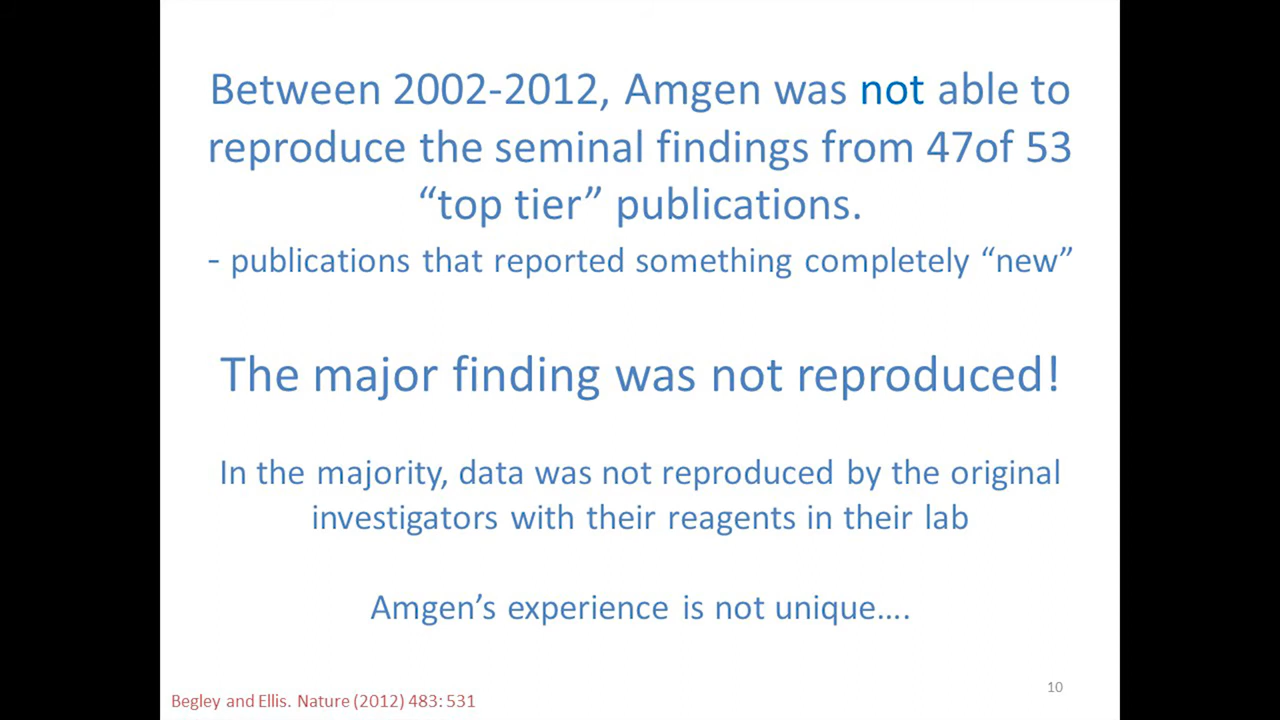 Between 2002-2012, Amgen was not able to
reproduce the seminal findings from 47of 53
“top tier” publications.
- publications that reported something completely “new”
The major finding was not reproduced!
In the majority, data was not reproduced by the original
investigators with their reagents in their lab
Amgen’s experience is not unique….
10
Begley and Ellis. Nature (2012) 483: 531